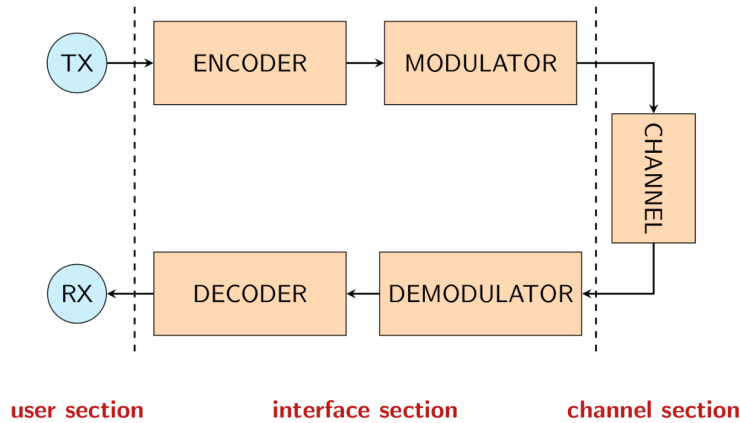 TX
ENCODER
MODULATOR
CHANNEL
RX
DECODER
DEMODULATOR
user section
interface section
channel section